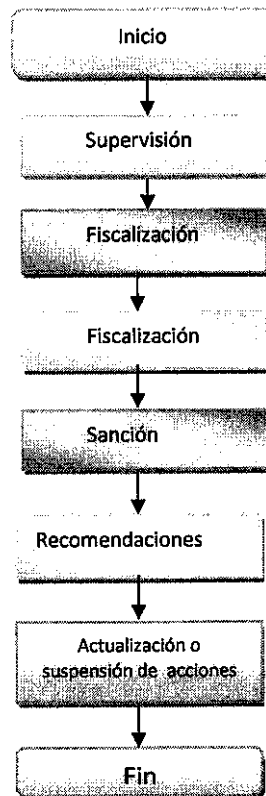 Inicio
Supervisión
Fiscalización
Fiscalización
Sanción
Recomendaciones
Actualización o
suspensión de acciones
Fin